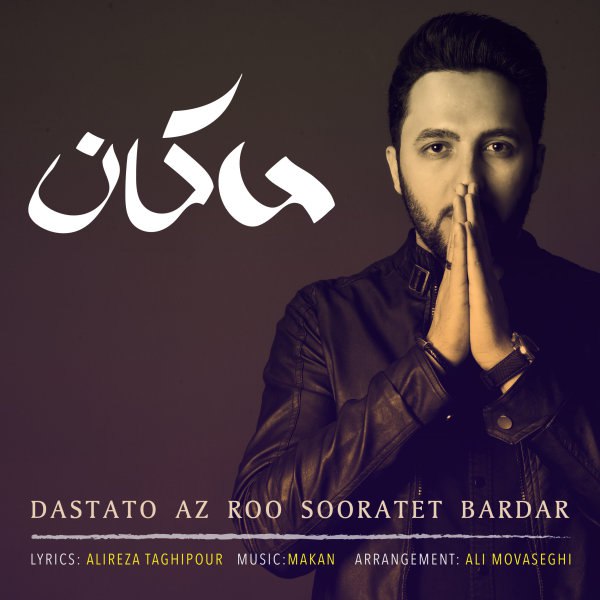 ماکان
DASTATO AZ ROO SOORATET BARDAR
LYRICS: ALIREZA TAGHIPOUR MUSIC:MAKAN ARRANGEMENT: ALI MOVASEGHI